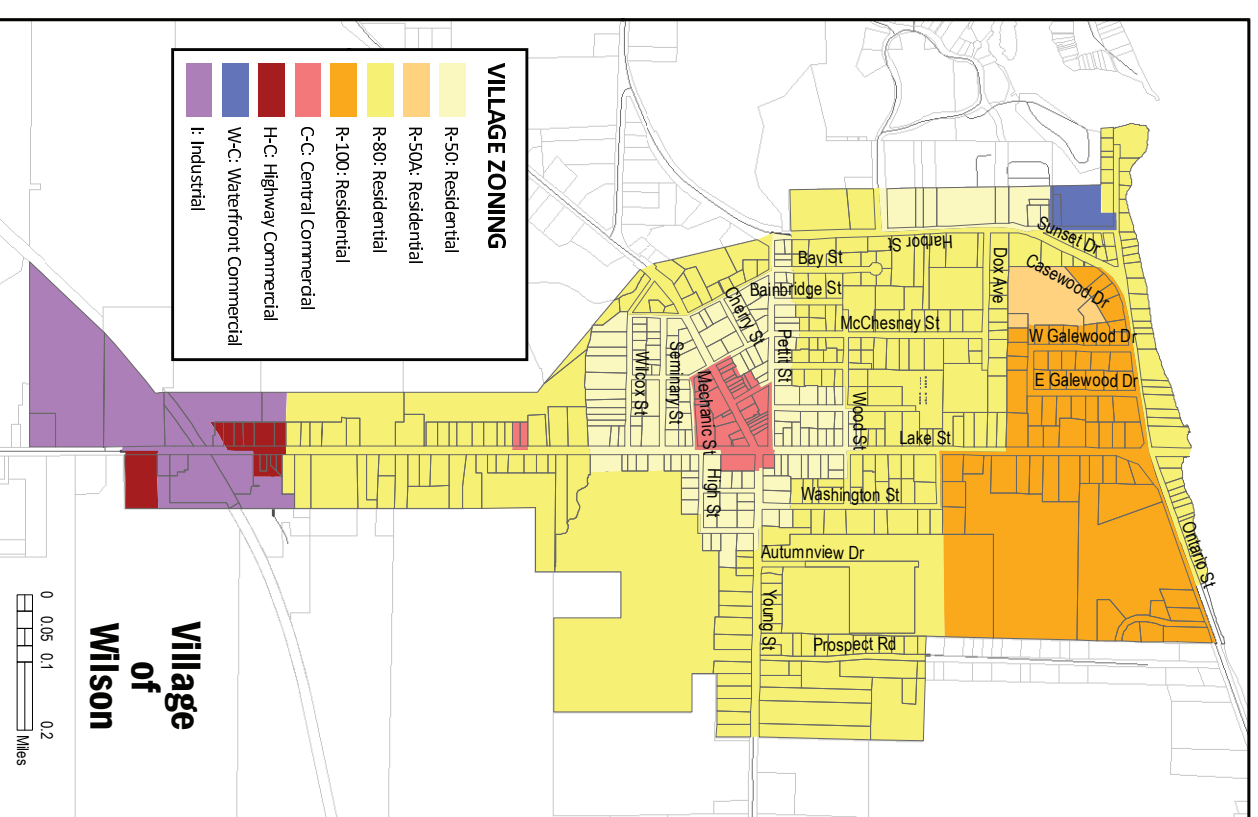 VILLAGE ZONING
R-50: Residential
R-50A: Residential
R-80: Residential
R-100: Residential
C-C: Central Commercial
H-C: Highway Commercial
W-C: Waterfront Commercial
I: Industrial
Sunset Dr
Harbor St
Bay St
Dox Ave
Casewood Dr
Bainbridge St
Cherry St
McChesney St
W Galewood Dr
Pettit St
Seminary St
Wilcox St
E Galewood Dr
Mechanic St
Wood St
Lake St
High St
Washington St
Autumnview Dr
Ontario St
Young St
Prospect Rd
Village
of
Wilson
0 0.05 0.1 0.2
Miles